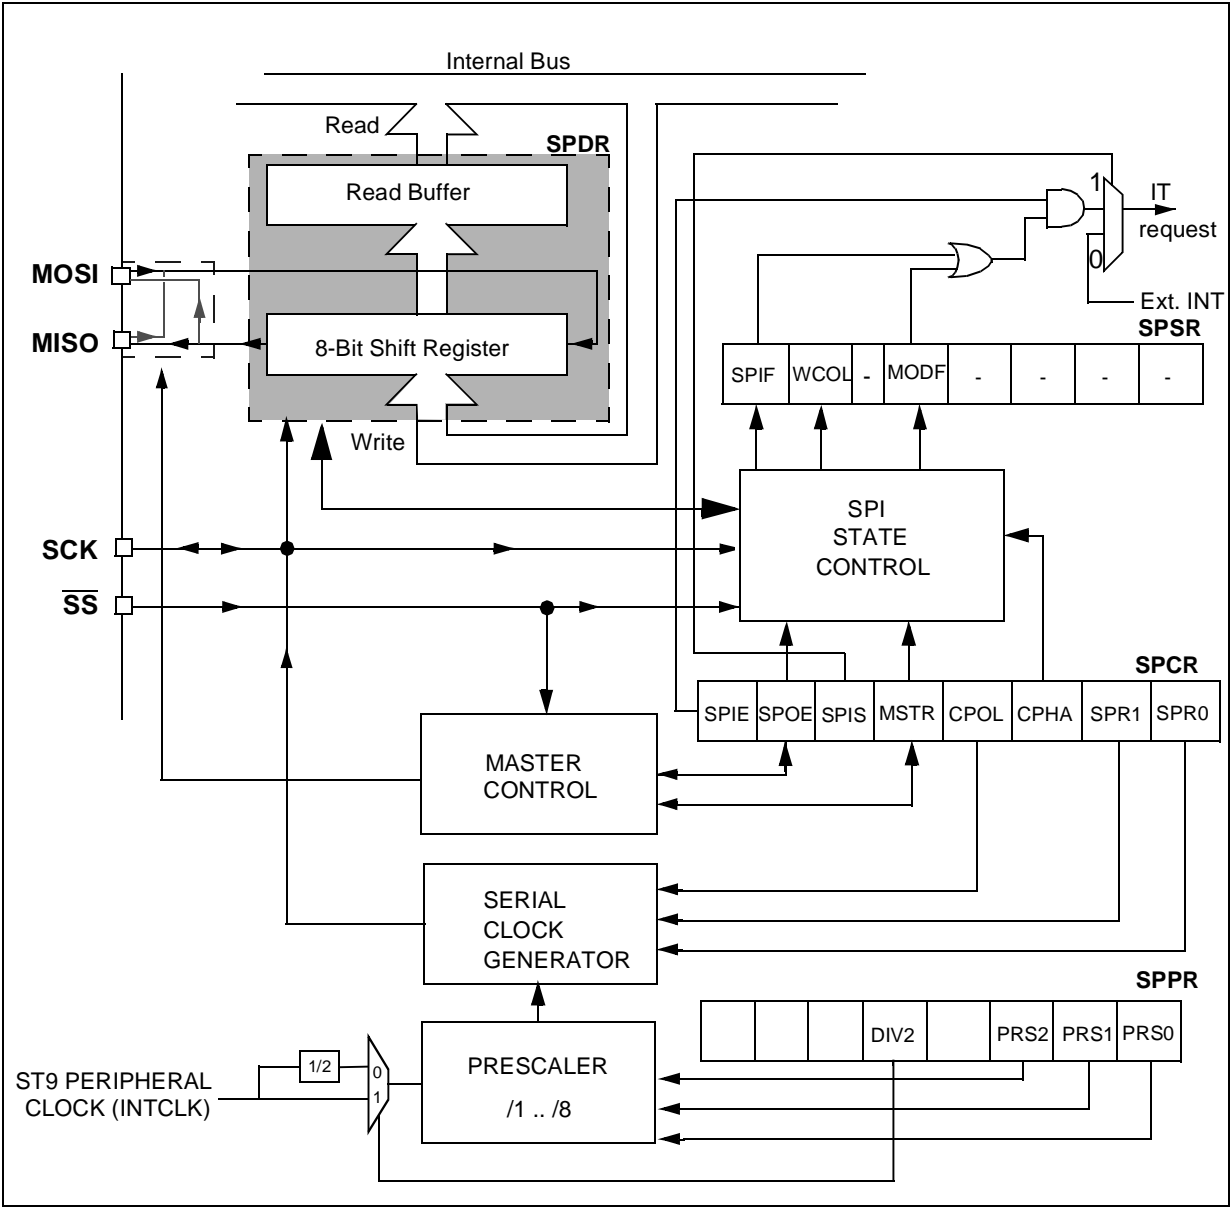 Internal Bus
Read
SPDR
Read Buffer
1
IT
request
MOSI
0
Ext. INT
MISO
8-Bit Shift Register
SPSR
SPIF WCOL - MODF - - - -
Write
SPI
STATE
CONTROL
SCK
SS
SPCR
SPIE SPOE SPIS MSTR CPOL CPHA SPR1 SPR0
MASTER
CONTROL
SERIAL
CLOCK
GENERATOR
SPPR
DIV2 PRS2 PRS1 PRS0
1/2
0
1
PRESCALER
/1 .. /8
ST9 PERIPHERAL
CLOCK (INTCLK)